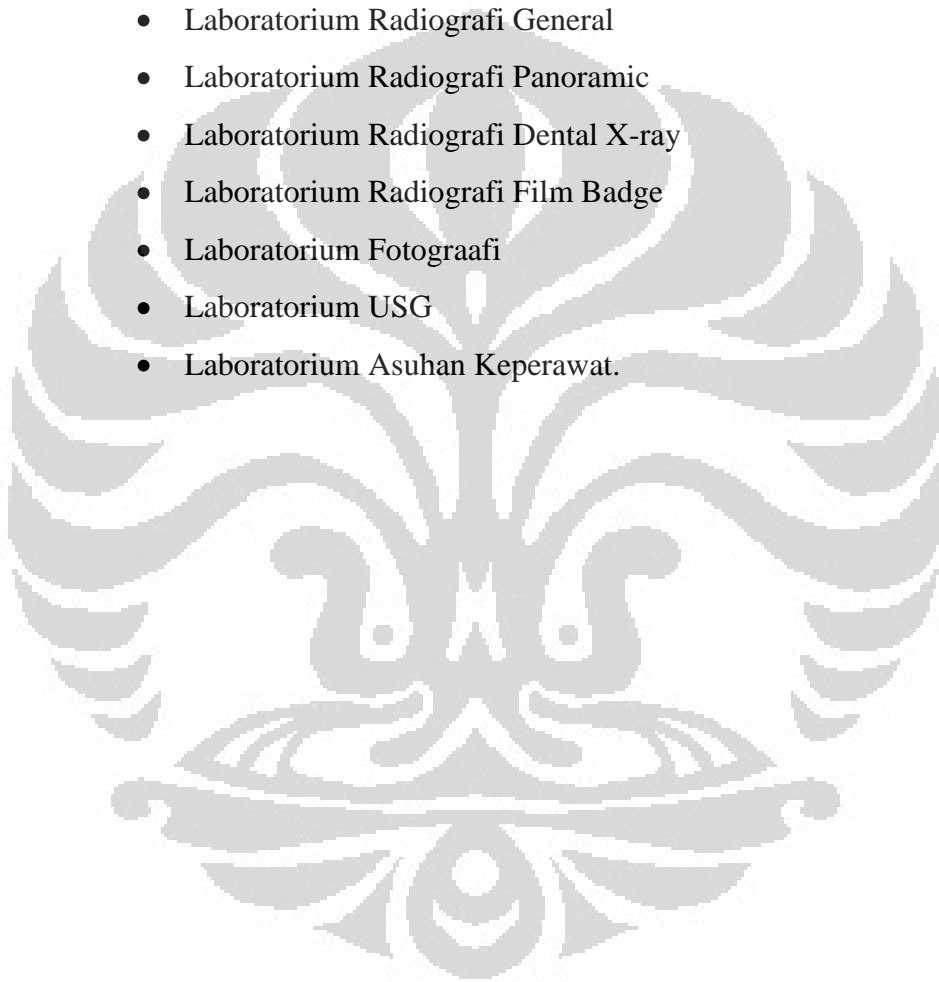 • Laboratorium Radiografi General
• Laboratorium Radiografi Panoramic
• Laboratorium Radiografi Dental X-ray
• Laboratorium Radiografi Film Badge
• Laboratorium Fotograafi
• Laboratorium USG
• Laboratorium Asuhan Keperawat.